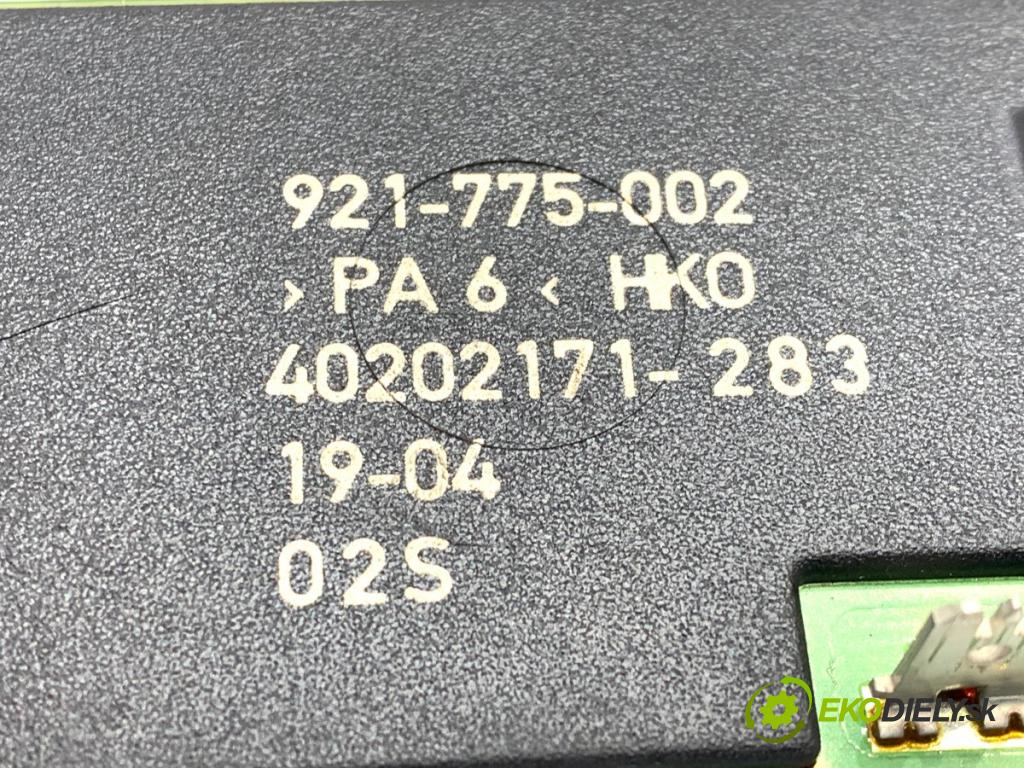 921-775-002
> PA 6 < HKO
40202171-283
19-04
02S
EKODIELY.sk